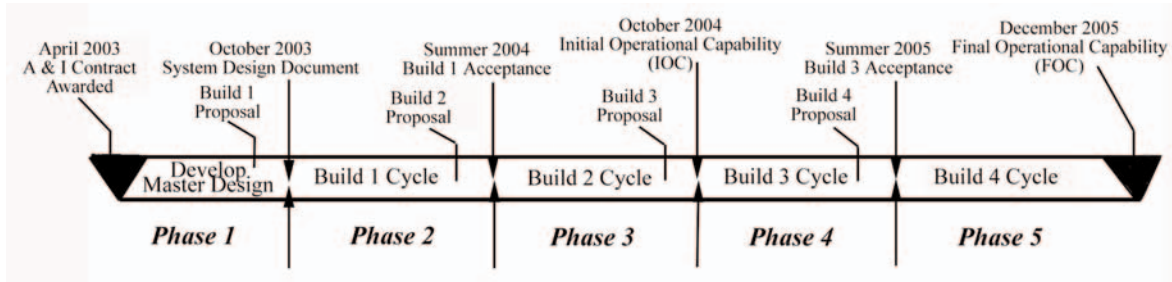 April 2003
A & I Contract
Awarded
October 2003
System Design Document
Build 1
Proposal
Summer 2004
Build 1 Acceptance
Build 2
Proposal
October 2004
Initial Operational Capability
(IOC)
Build 3
Proposal
Summer 2005
Build 3 Acceptance
Build 4
Proposal
December 2005
Final Operational Capability
(FOC)
Develop
Master Design
Build 1 Cycle
Build 2 Cycle
Build 3 Cycle
Build 4 Cycle
Phase 1
Phase 2
Phase 3
Phase 4
Phase 5